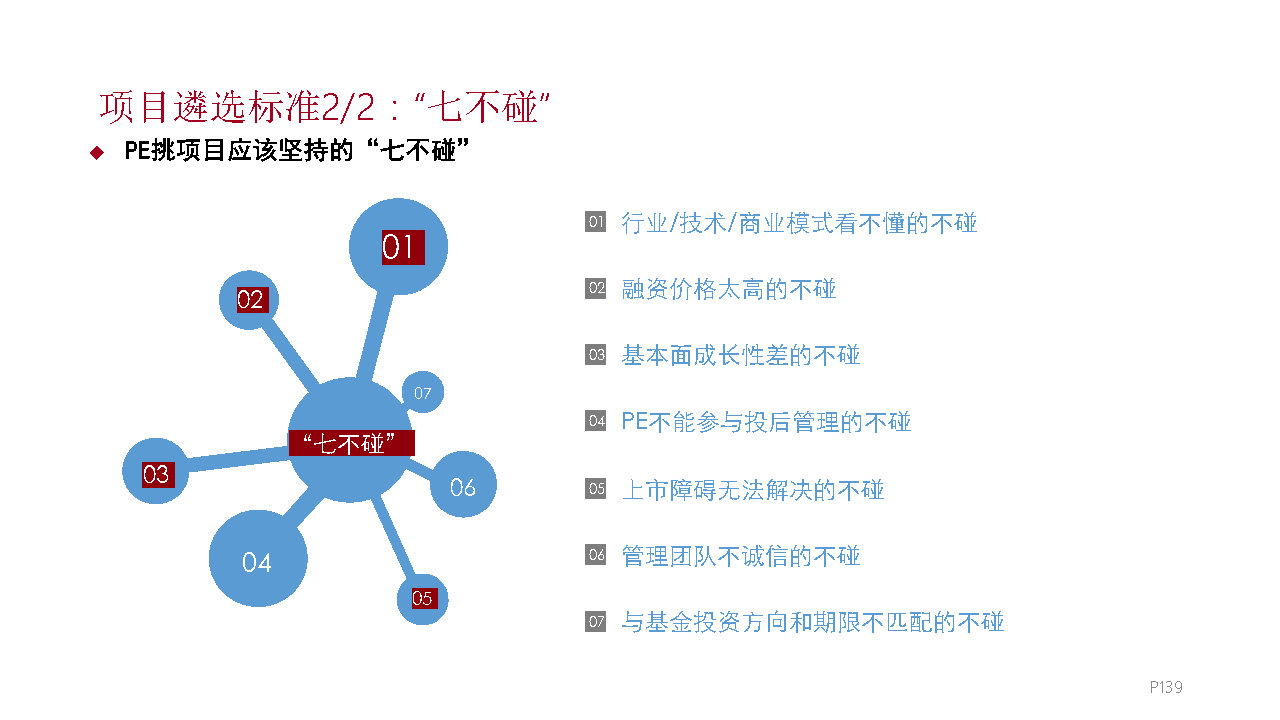 项目遴选标准2/2：“七不碰”
◆ PE挑项目应该坚持的“七不碰”
01
02
07
“七不碰”
03
06
04
05
01 行业/技术/商业模式看不懂的不碰
02 融资价格太高的不碰
03 基本面成长性差的不碰
04 PE不能参与投后管理的不碰
05 上市障碍无法解决的不碰
06 管理团队不诚信的不碰
07 与基金投资方向和期限不匹配的不碰
P139